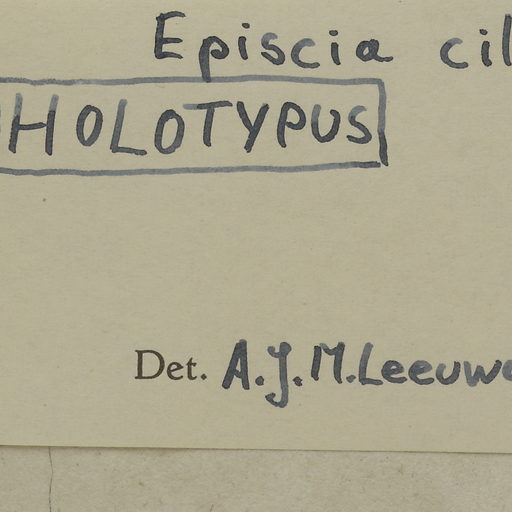 Episcia cil
HOLOTYPUS
Det. A.J.M.Leeuwe